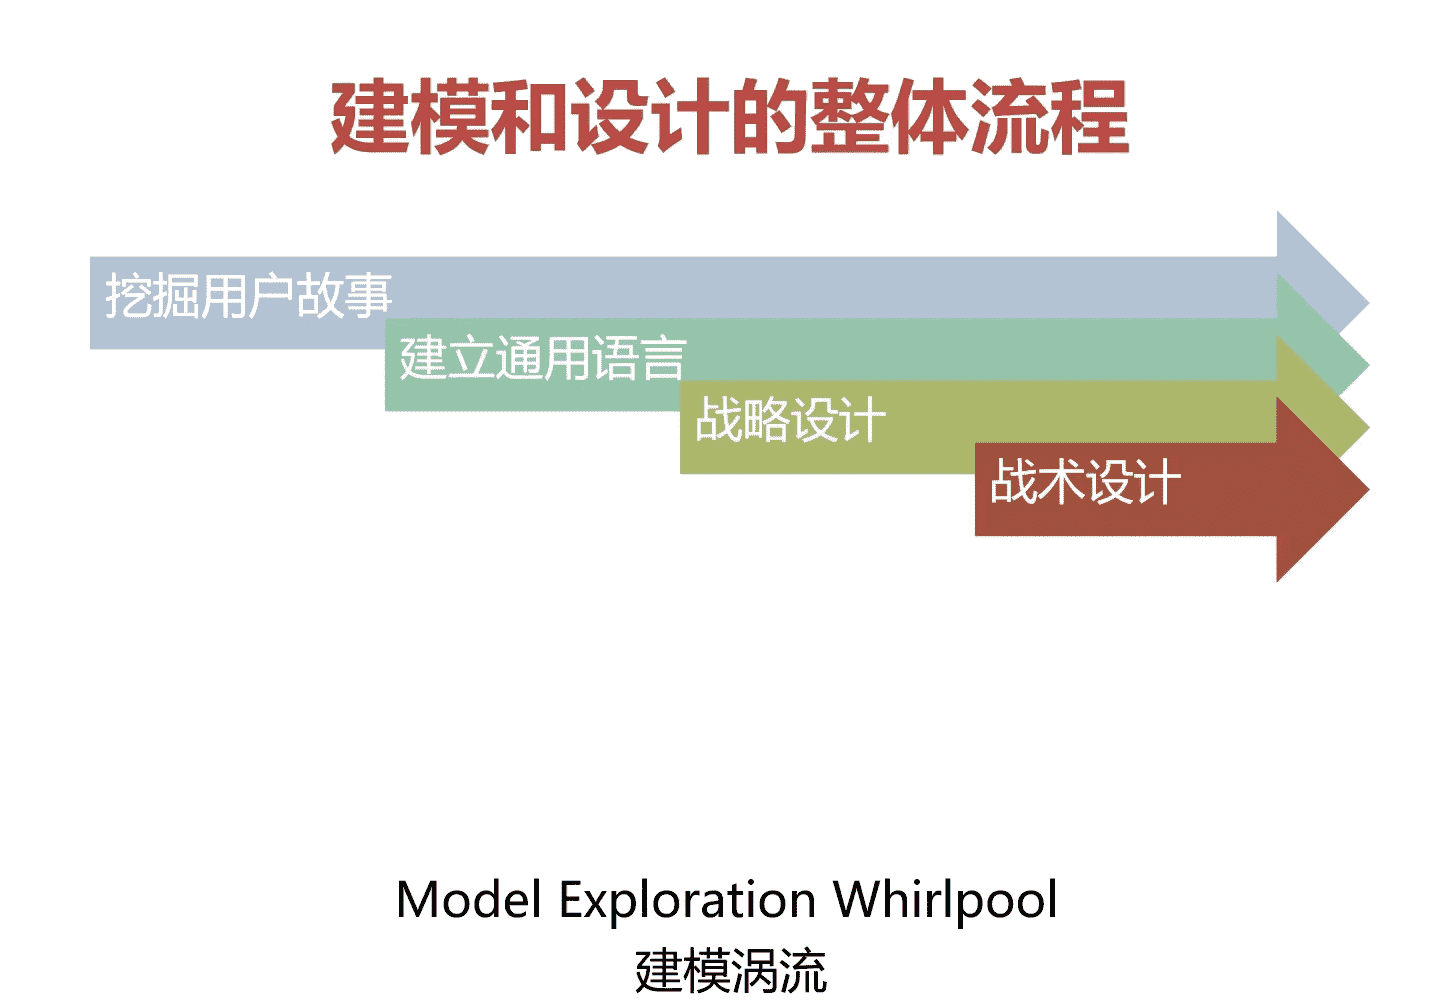 建模和设计的整体流程
挖掘用户故事
建立通用语言
战略设计
战术设计
Model Exploration Whirlpool
建模涡流